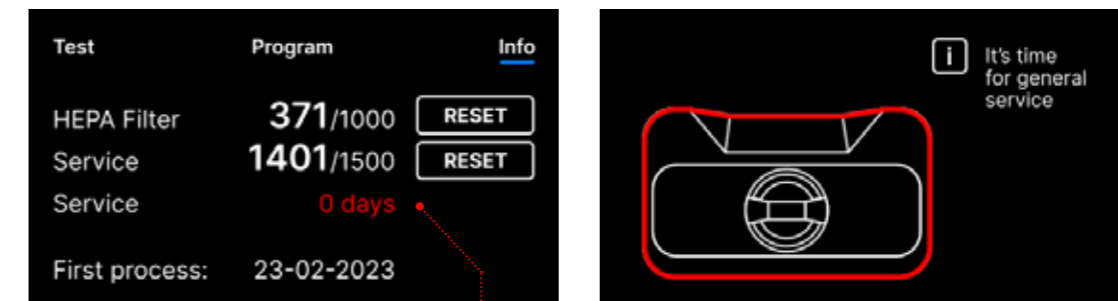 Test Program Info
HEPA Filter 371/1000 RESET
Service 1401/1500 RESET
Service 0 days
First process: 23-02-2023
i It's time
for general
service